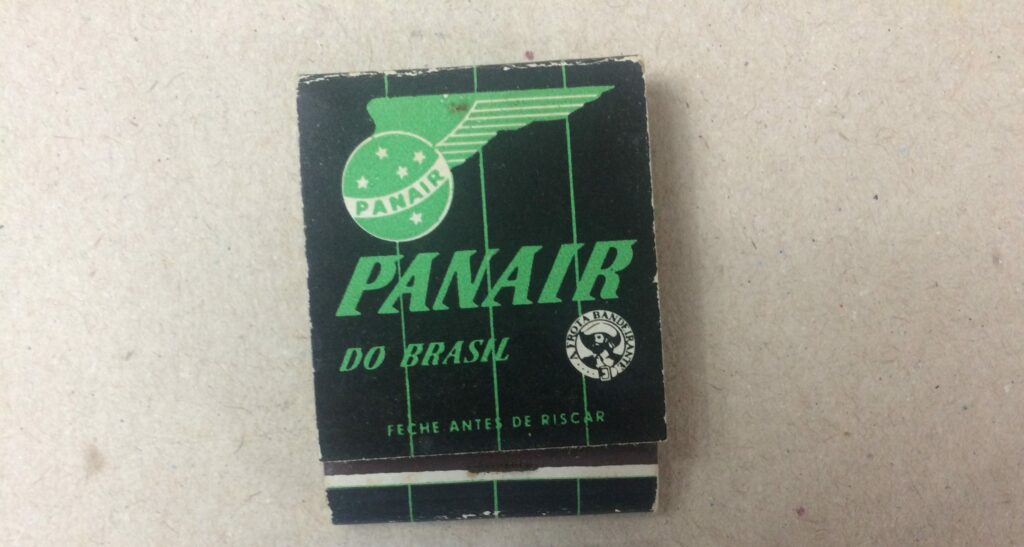 PANAIR
PANAIR
DO BRASIL
A FROTA BANDEIRANTE
FECHE ANTES DE RISCAR